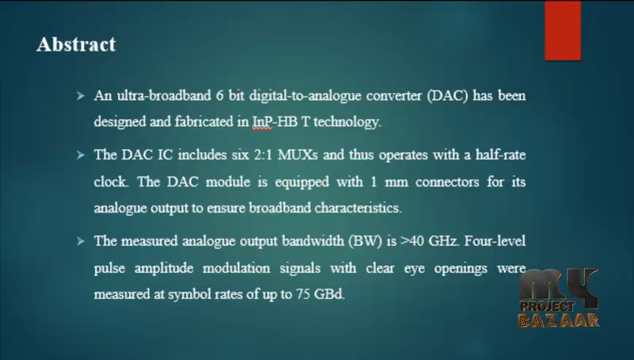 Abstract
An ultra-broadband 6 bit digital-to-analogue converter (DAC) has been
designed and fabricated in InP-HB T technology.
The DAC IC includes six 2:1 MUXs and thus operates with a half-rate
clock. The DAC module is equipped with 1 mm connectors for its
analogue output to ensure broadband characteristics.
The measured analogue output bandwidth (BW) is >40 GHz. Four-level
pulse amplitude modulation signals with clear eye openings were
measured at symbol rates of up to 75 GBd.
MY
PROJECT
BAZAAR